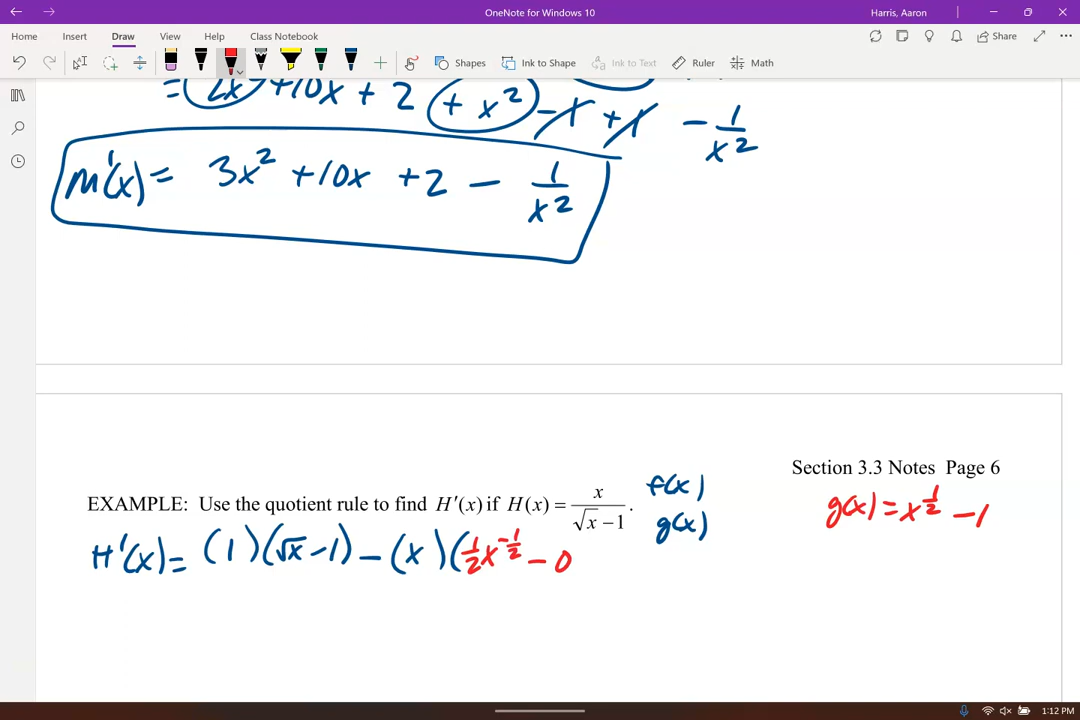 OneNote for Windows 10
Harris, Aaron
Home Insert Draw View Help Class Notebook
Share
Shapes Ink to Shape Ink to Text Ruler Math
= 2x +10x + 2 + x² - x + x - 1/x²
m'(x) = 3x² +10x +2 - 1/x²
Section 3.3 Notes Page 6
EXAMPLE: Use the quotient rule to find H′(x) if H(x) = x/(√x − 1).
f(x)
g(x)
g(x) = x^(1/2) - 1
H'(x) = (1)(√x - 1) - (x)(1/2 x^(-1/2) - 0
1:12 PM